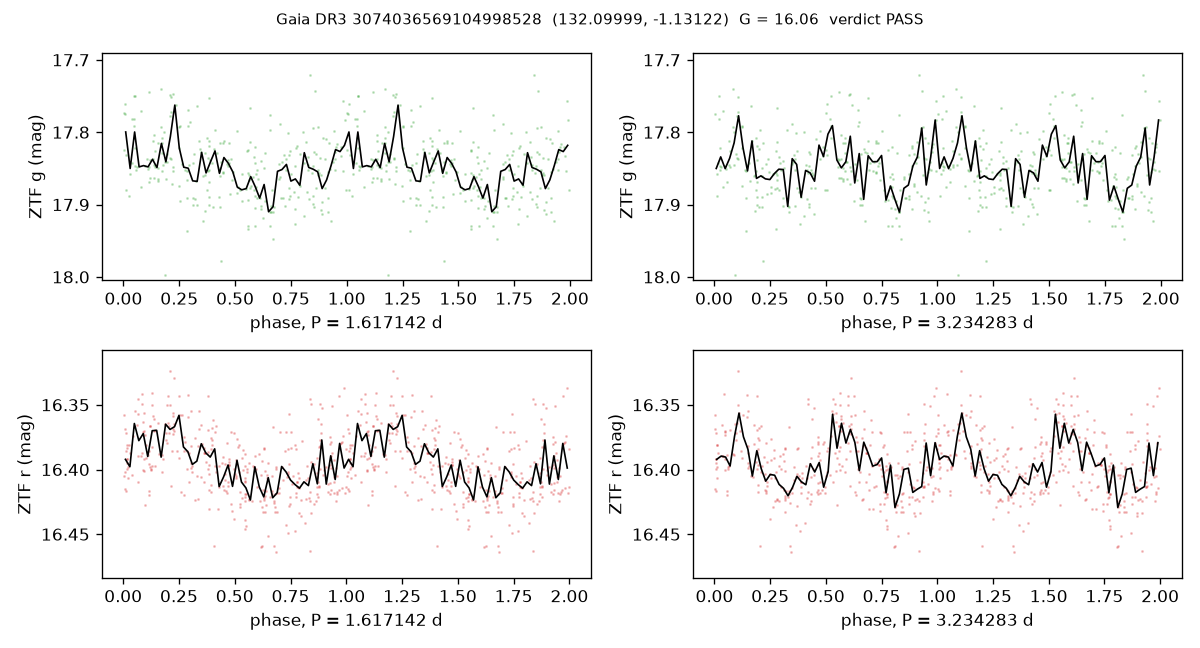 Gaia DR3 3074036569104998528 (132.09999, -1.13122) G = 16.06 verdict PASS
17.7
17.8
17.9
18.0
ZTF g (mag)
0.00 0.25 0.50 0.75 1.00 1.25 1.50 1.75 2.00
phase, P = 1.617142 d
17.7
17.8
17.9
18.0
ZTF g (mag)
0.00 0.25 0.50 0.75 1.00 1.25 1.50 1.75 2.00
phase, P = 3.234283 d
16.35
16.40
16.45
ZTF r (mag)
0.00 0.25 0.50 0.75 1.00 1.25 1.50 1.75 2.00
phase, P = 1.617142 d
16.35
16.40
16.45
ZTF r (mag)
0.00 0.25 0.50 0.75 1.00 1.25 1.50 1.75 2.00
phase, P = 3.234283 d